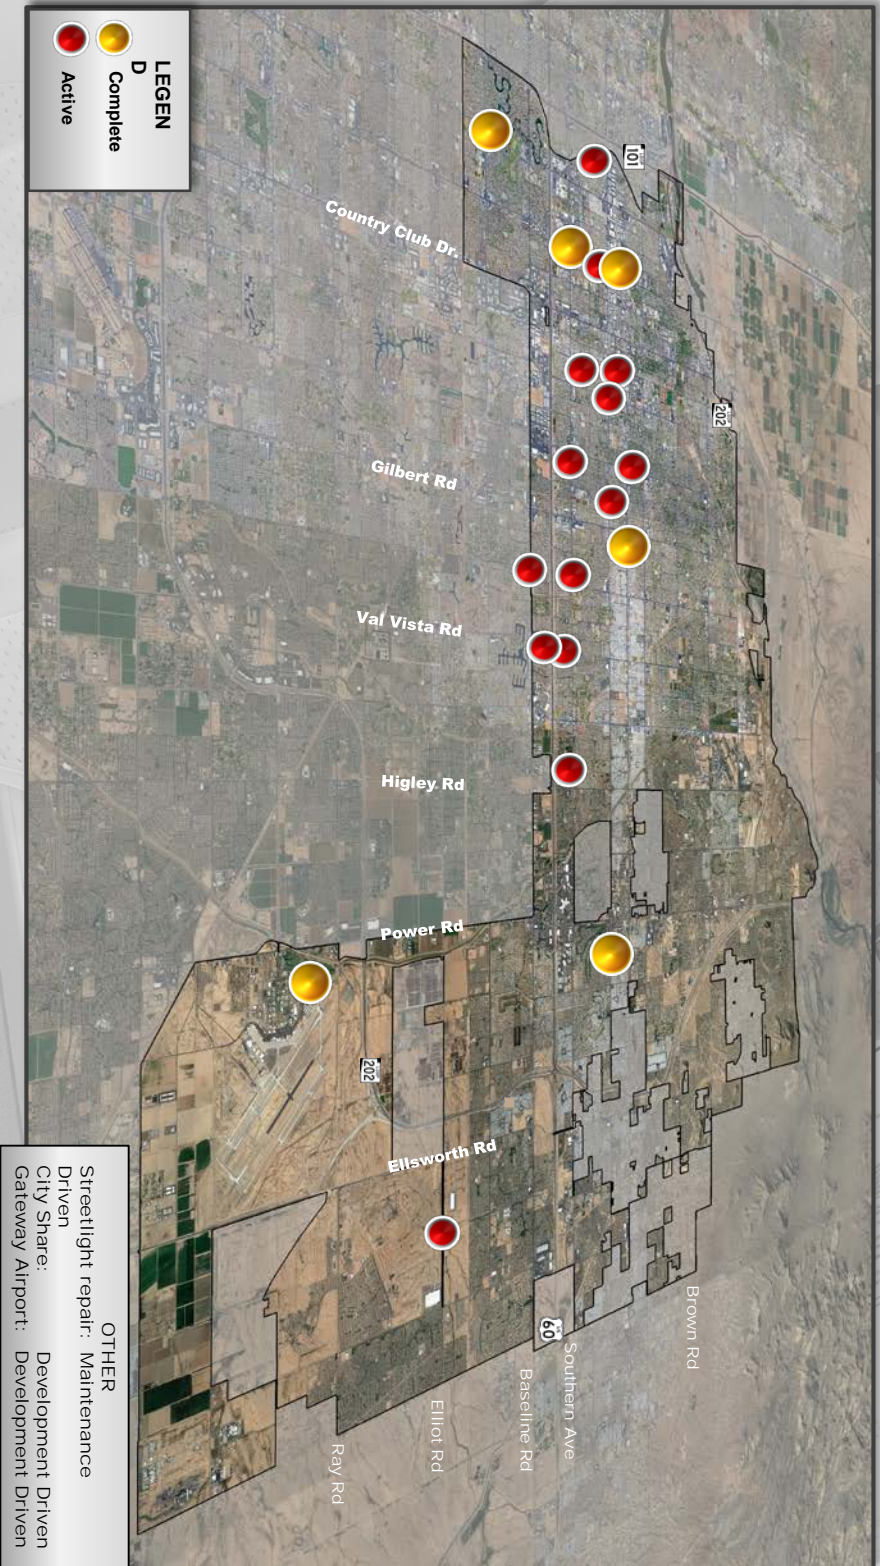 LEGEN
D
Complete
Active
101
202
Country Club Dr.
Gilbert Rd
Val Vista Rd
Higley Rd
Power Rd
202
Ellsworth Rd
60
Brown Rd
Southern Ave
Baseline Rd
Elliot Rd
Ray Rd
OTHER
Streetlight repair: Maintenance
Driven
City Share: Development Driven
Gateway Airport: Development Driven